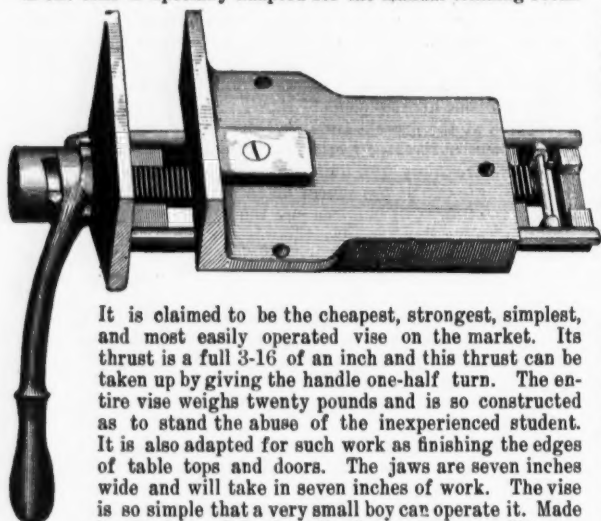 It is claimed to be the cheapest, strongest, simplest,
and most easily operated vise on the market. Its
thrust is a full 3-16 of an inch and this thrust can be
taken up by giving the handle one-half turn. The en-
tire vise weighs twenty pounds and is so constructed
as to stand the abuse of the inexperienced student.
It is also adapted for such work as finishing the edges
of table tops and doors. The jaws are seven inches
wide and will take in seven inches of work. The vise
is so simple that a very small boy can operate it. Made